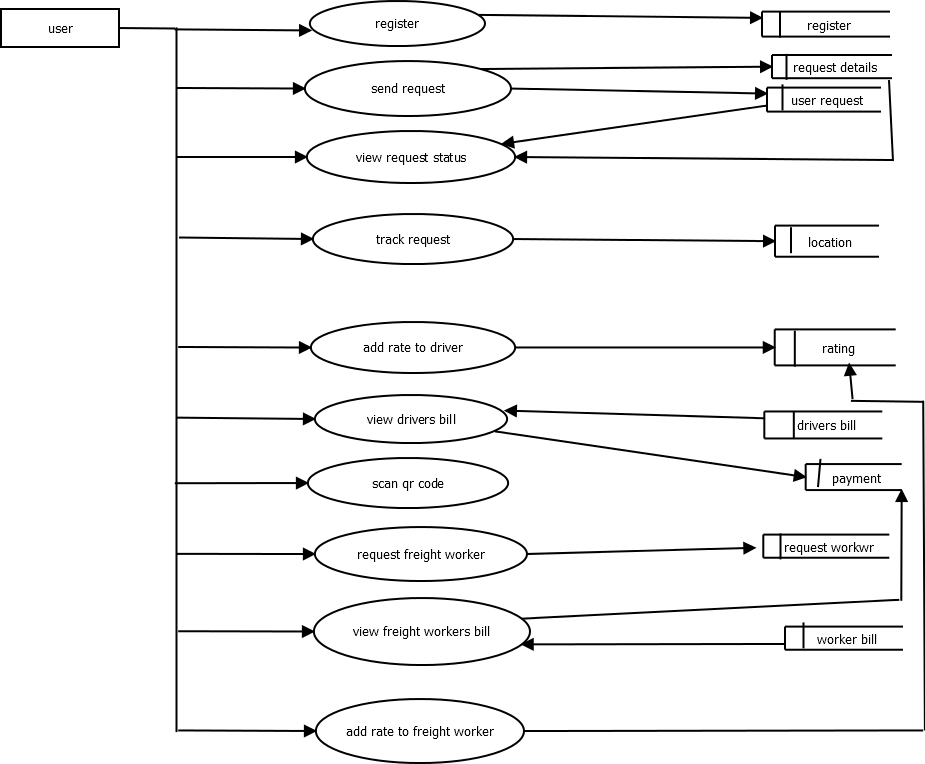 user
register
register
request details
send request
user request
view request status
track request
location
add rate to driver
rating
view drivers bill
drivers bill
scan qr code
payment
request freight worker
request workwr
view freight workers bill
worker bill
add rate to freight worker